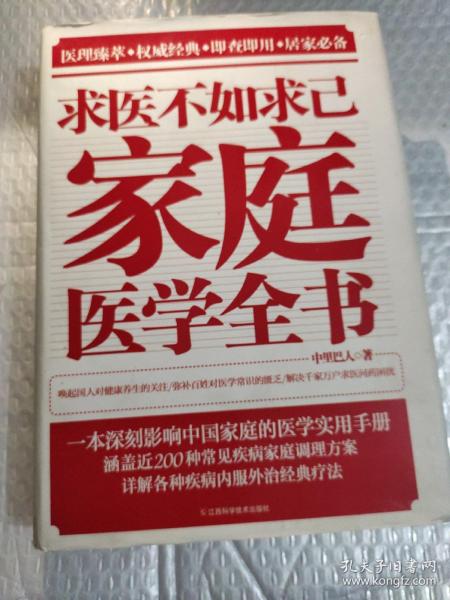 医理臻萃◆权威经典◆即查即用◆居家必备
求医不如求己
家庭
医学全书
中里巴人◇著
唤起国人对健康养生的关注/弥补百姓对医学常识的匮乏/解决千家万户求医问药的困扰
一本深刻影响中国家庭的医学实用手册
涵盖近200种常见疾病家庭调理方案
详解各种疾病内服外治经典疗法
江西科学技术出版社
孔夫子旧书网
www.kongfz.com